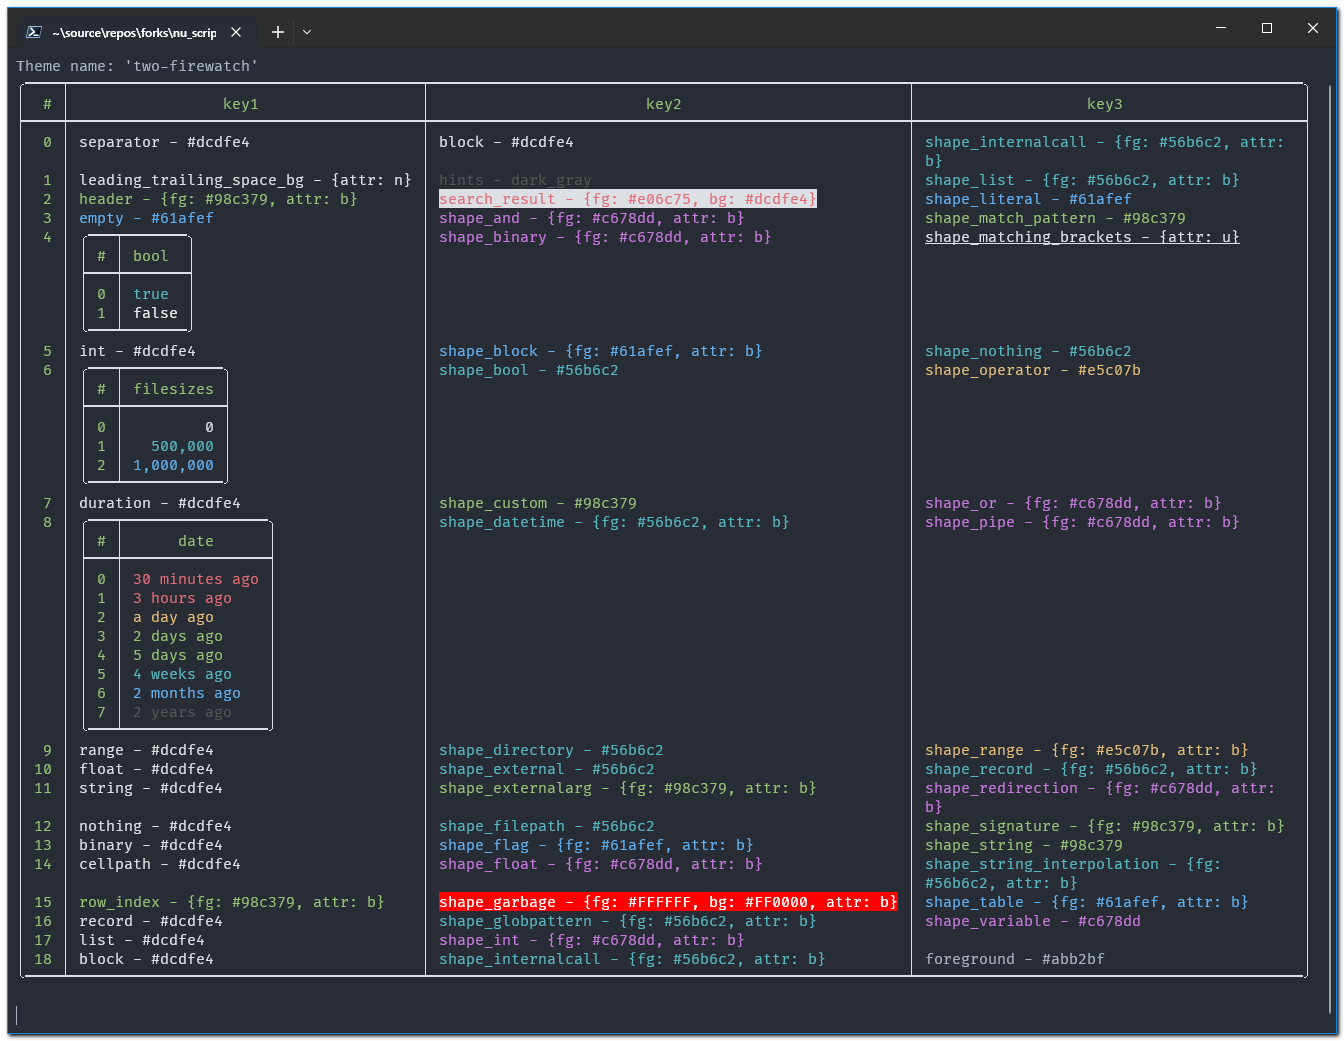 ~\source\repos\forks\nu_scrip
Theme name: 'two-firewatch'
# key1 key2 key3
0 separator - #dcdfe4 block - #dcdfe4 shape_internalcall - {fg: #56b6c2, attr:
b}
1 leading_trailing_space_bg - {attr: n} hints - dark_gray shape_list - {fg: #56b6c2, attr: b}
2 header - {fg: #98c379, attr: b} search_result - {fg: #e06c75, bg: #dcdfe4} shape_literal - #61afef
3 empty - #61afef shape_and - {fg: #c678dd, attr: b} shape_match_pattern - #98c379
4 shape_binary - {fg: #c678dd, attr: b} shape_matching_brackets - {attr: u}
# bool
0 true
1 false
5 int - #dcdfe4 shape_block - {fg: #61afef, attr: b} shape_nothing - #56b6c2
6 shape_bool - #56b6c2 shape_operator - #e5c07b
# filesizes
0 0
1 500,000
2 1,000,000
7 duration - #dcdfe4 shape_custom - #98c379 shape_or - {fg: #c678dd, attr: b}
8 shape_datetime - {fg: #56b6c2, attr: b} shape_pipe - {fg: #c678dd, attr: b}
# date
0 30 minutes ago
1 3 hours ago
2 a day ago
3 2 days ago
4 5 days ago
5 4 weeks ago
6 2 months ago
7 2 years ago
9 range - #dcdfe4 shape_directory - #56b6c2 shape_range - {fg: #e5c07b, attr: b}
10 float - #dcdfe4 shape_external - #56b6c2 shape_record - {fg: #56b6c2, attr: b}
11 string - #dcdfe4 shape_externalarg - {fg: #98c379, attr: b} shape_redirection - {fg: #c678dd, attr:
b}
12 nothing - #dcdfe4 shape_filepath - #56b6c2 shape_signature - {fg: #98c379, attr: b}
13 binary - #dcdfe4 shape_flag - {fg: #61afef, attr: b} shape_string - #98c379
14 cellpath - #dcdfe4 shape_float - {fg: #c678dd, attr: b} shape_string_interpolation - {fg:
#56b6c2, attr: b}
15 row_index - {fg: #98c379, attr: b} shape_garbage - {fg: #FFFFFF, bg: #FF0000, attr: b} shape_table - {fg: #61afef, attr: b}
16 record - #dcdfe4 shape_globpattern - {fg: #56b6c2, attr: b} shape_variable - #c678dd
17 list - #dcdfe4 shape_int - {fg: #c678dd, attr: b}
18 block - #dcdfe4 shape_internalcall - {fg: #56b6c2, attr: b} foreground - #abb2bf